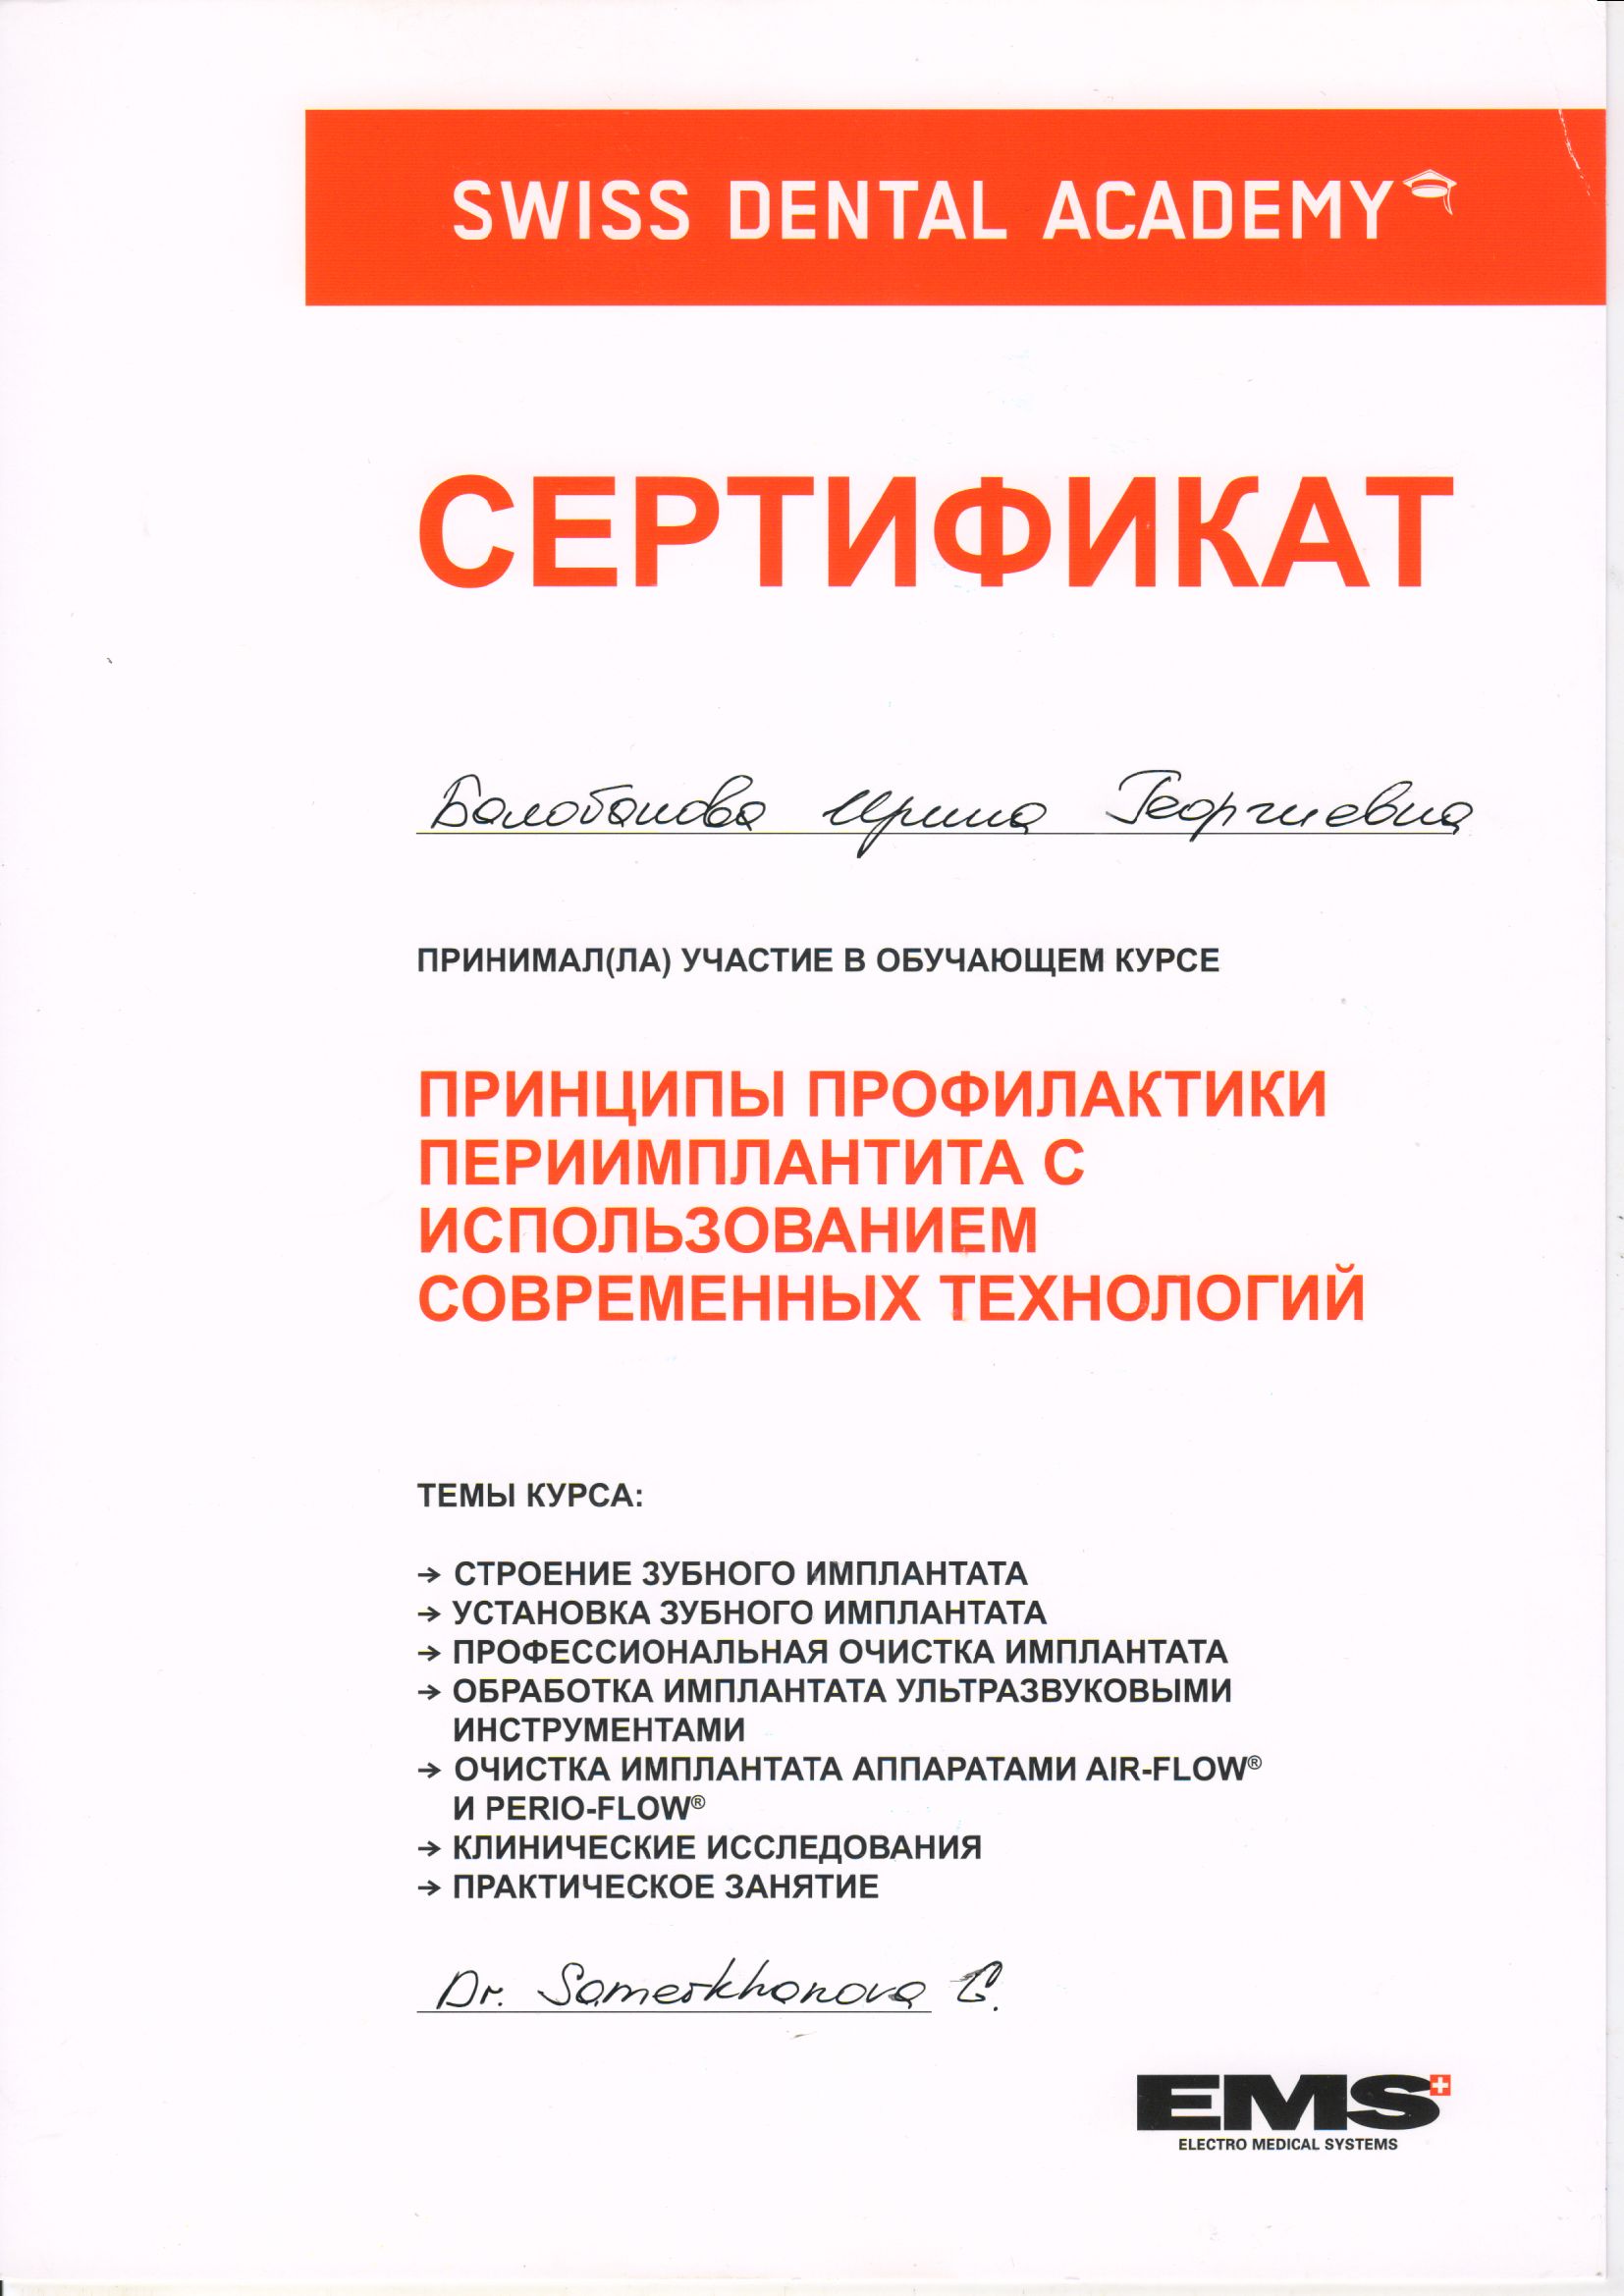 SWISS DENTAL ACADEMY
СЕРТИФИКАТ
Балобанова Ирина Георгиевна
ПРИНИМАЛ(ЛА) УЧАСТИЕ В ОБУЧАЮЩЕМ КУРСЕ
ПРИНЦИПЫ ПРОФИЛАКТИКИ
ПЕРИИМПЛАНТИТА С
ИСПОЛЬЗОВАНИЕМ
СОВРЕМЕННЫХ ТЕХНОЛОГИЙ
ТЕМЫ КУРСА:
→ СТРОЕНИЕ ЗУБНОГО ИМПЛАНТАТА
→ УСТАНОВКА ЗУБНОГО ИМПЛАНТАТА
→ ПРОФЕССИОНАЛЬНАЯ ОЧИСТКА ИМПЛАНТАТА
→ ОБРАБОТКА ИМПЛАНТАТА УЛЬТРАЗВУКОВЫМИ
ИНСТРУМЕНТАМИ
→ ОЧИСТКА ИМПЛАНТАТА АППАРАТАМИ AIR-FLOW®
И PERIO-FLOW®
→ КЛИНИЧЕСКИЕ ИССЛЕДОВАНИЯ
→ ПРАКТИЧЕСКОЕ ЗАНЯТИЕ
Dr. Samerkhanova
EMS
ELECTRO MEDICAL SYSTEMS